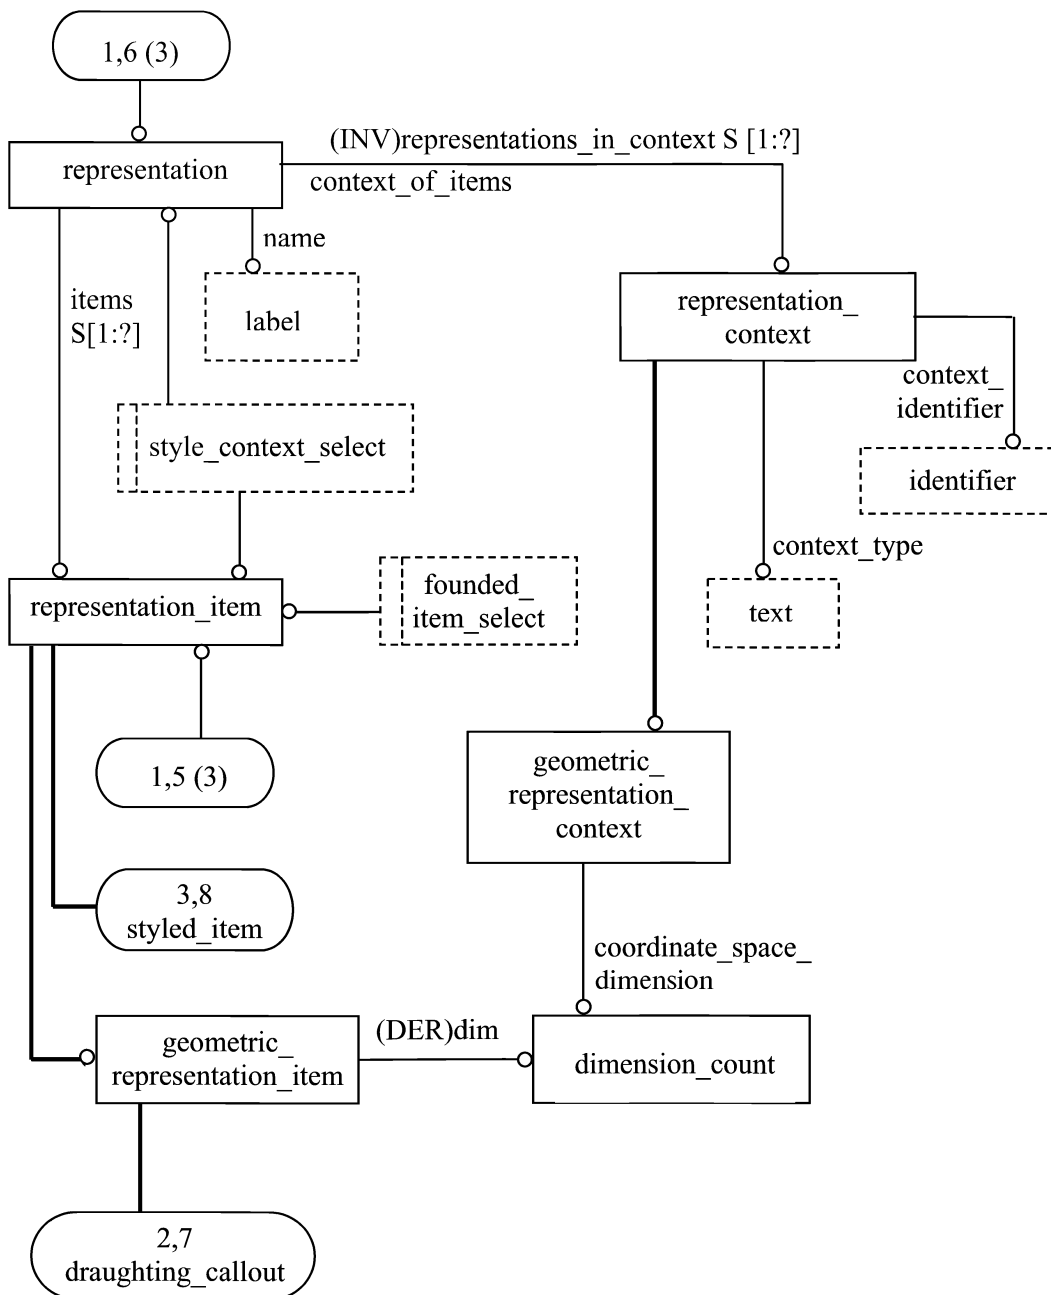 1,6 (3)
(INV)representations_in_context S [1:?]
representation
context_of_items
name
items
S[1:?]
label
representation_
context
context_
identifier
style_context_select
identifier
context_type
founded_
item_select
representation_item
text
1,5 (3)
geometric_
representation_
context
3,8
styled_item
coordinate_space_
dimension
(DER)dim
geometric_
representation_item
dimension_count
2,7
draughting_callout